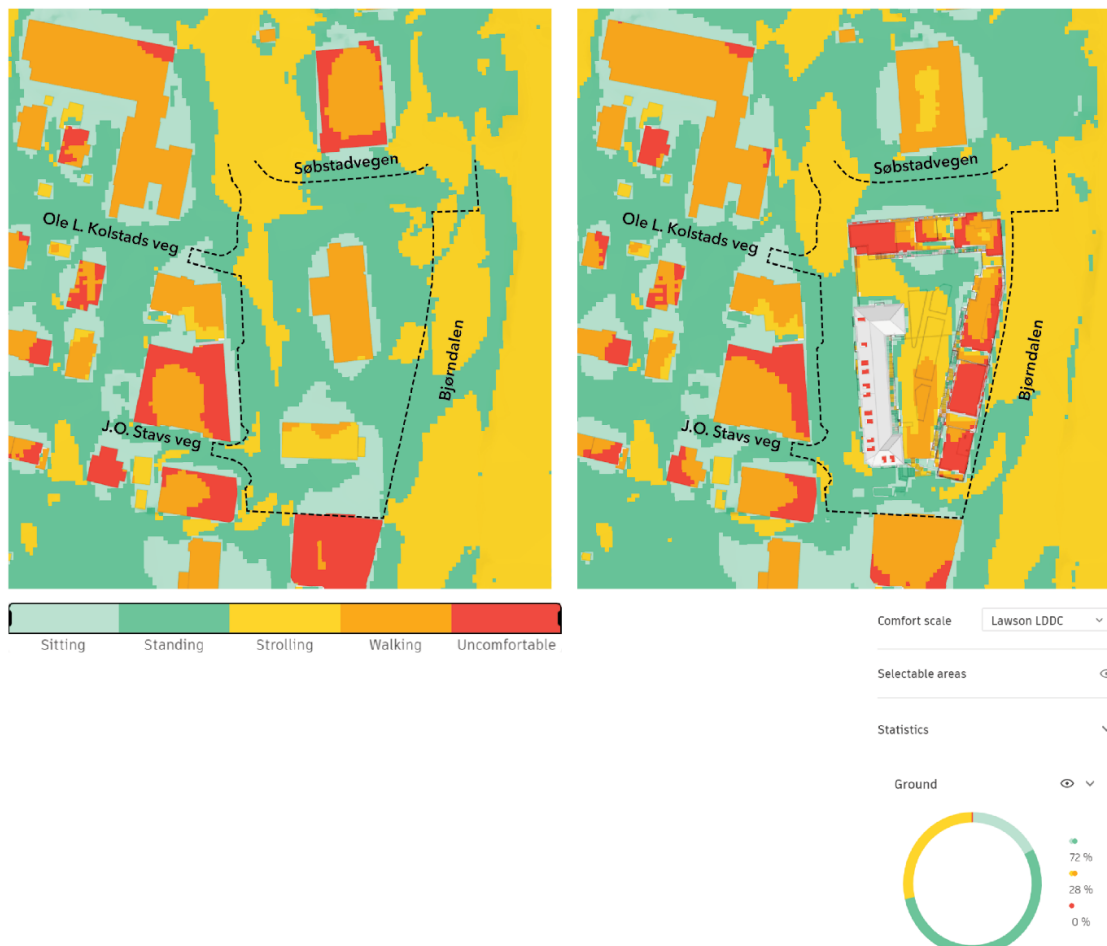 Søbstadvegen
Ole L. Kolstads veg
Bjørndalen
J.O. Stavs veg
Søbstadvegen
Ole L. Kolstads veg
Bjørndalen
J.O. Stavs veg
Sitting Standing Strolling Walking Uncomfortable
Comfort scale Lawson LDDC
Selectable areas
Statistics
Ground
72 %
28 %
0 %